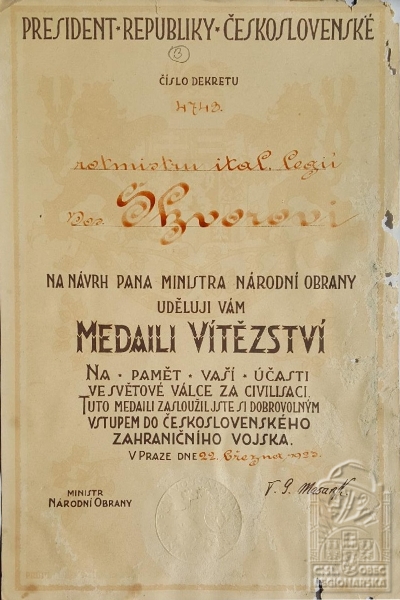 PRESIDENT·REPUBLIKY·ČESKOSLOVENSKÉ
B
ČÍSLO DEKRETU
4743.
rotmistru ital. legií
Škvorovi
NA NÁVRH PANA MINISTRA NÁRODNÍ OBRANY
UDĚLUJI VÁM
MEDAILI VÍTĚZSTVÍ
NA · PAMĚT · VAŠÍ · ÚČASTI
VE SVĚTOVÉ VÁLCE ZA CIVILISACI.
TUTO MEDAILI ZASLOUŽIL JSTE SI DOBROVOLNÝM
VSTUPEM DO ČESKOSLOVENSKÉHO
ZAHRANIČNÍHO VOJSKA.
V PRAZE DNE 22. března 1923.
MINISTR
NÁRODNÍ OBRANY
T. G. Masaryk.
ČSL. OBEC
LEGIONÁŘSKÁ